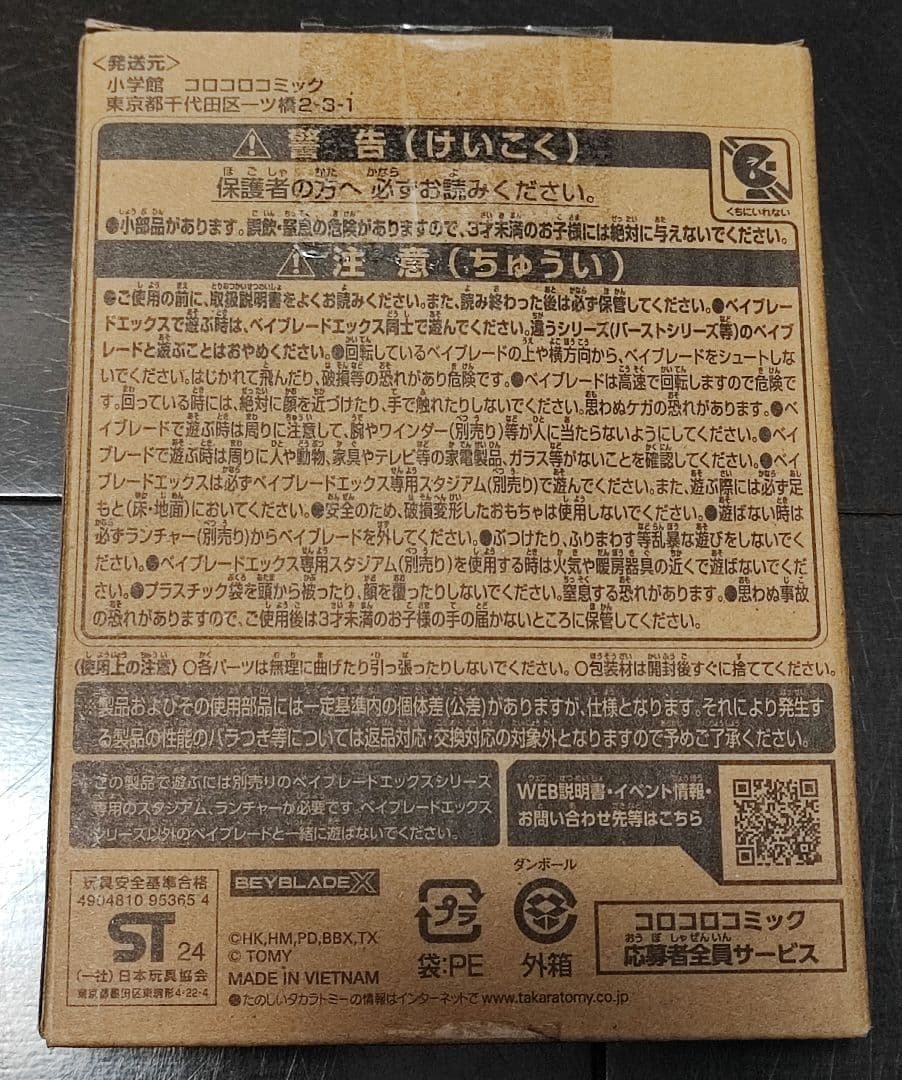 <発送元>
小学館 コロコロコミック
東京都千代田区一ツ橋2-3-1
警告(けいこく)
保護者の方へ 必ずお読みください。
くちにいれない
●小部品があります。誤飲・窒息の危険がありますので、3才未満のお子様には絶対に与えないでください。
注意(ちゅうい)
●ご使用の前に、取扱説明書をよくお読みください。また、読み終わった後は必ず保管してください。●ベイブレー
ドエックスで遊ぶ時は、ベイブレードエックス同士で遊んでください。違うシリーズ(バーストシリーズ等)のベイブ
レードと遊ぶことはおやめください。●回転しているベイブレードの上や横方向から、ベイブレードをシュートしな
いでください。はじかれて飛んだり、破損等の恐れがあり危険です。●ベイブレードは高速で回転しますので危険で
す。回っている時には、絶対に顔を近づけたり、手で触れたりしないでください。思わぬケガの恐れがあります。●ベ
イブレードで遊ぶ時は周りに注意して、腕やワインダー(別売り)等が人に当たらないようにしてください。●ベイ
ブレードで遊ぶ時は周りに人や動物、家具やテレビ等の家電製品、ガラス等がないことを確認してください。●ベイ
ブレードエックスは必ずベイブレードエックス専用スタジアム(別売り)で遊んでください。また、遊ぶ際には必ず足
もと(床・地面)においてください。●安全のため、破損変形したおもちゃは使用しないでください。●遊ばない時は
必ずランチャー(別売り)からベイブレードを外してください。●ぶつけたり、ふりまわす等乱暴な遊びをしないでく
ださい。●ベイブレードエックス専用スタジアム(別売り)を使用する時は火気や暖房器具の近くで遊ばないでくだ
さい。●プラスチック袋を頭から被ったり、顔を覆ったりしないでください。窒息する恐れがあります。●思わぬ事故
の恐れがありますので、ご使用後は3才未満のお子様の手の届かないところに保管してください。
〈使用上の注意〉○各パーツは無理に曲げたり引っ張ったりしないでください。○包装材は開封後すぐに捨ててください。
※製品およびその使用部品には一定基準内の個体差(公差)がありますが、仕様となります。それにより発生す
る製品の性能のバラつき等については返品対応・交換対応の対象外となりますので予めご了承ください。
この製品で遊ぶには別売りのベイブレードエックスシリーズ
専用のスタジアム、ランチャーが必要です。ベイブレードエックス
シリーズ以外のベイブレードと一緒に遊ばないでください。
WEB説明書・イベント情報・
お問い合わせ先等はこちら
玩具安全基準合格
4904810 95365 4
ST 24
(一社)日本玩具協会
東京都墨田区東駒形4-22-4
BEYBLADE X
©HK,HM,PD,BBX,TX
© TOMY
MADE IN VIETNAM
●たのしいタカラトミーの情報はインターネットで www.takaratomy.co.jp
プラ
袋:PE
ダンボール
外箱
コロコロコミック
応募者全員サービス